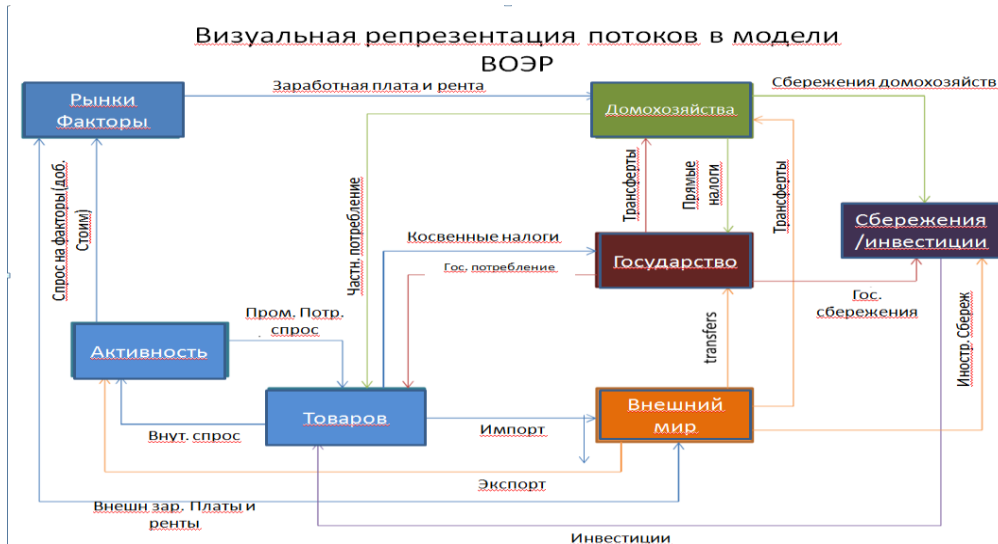 Визуальная репрезентация потоков в модели
ВОЭР
Рынки
Факторы
Заработная плата и рента
Домохозяйства
Сбережения домохозяйств
Спрос на факторы (доб.
Стоим)
Частн. потребление
Трансферты
Прямые
налоги
Трансферты
Сбережения
/инвестиции
Косвенные налоги
Государство
Гос. потребление
Гос.
сбережения
Пром. Потр.
спрос
Активность
transfers
Иностр. Сбереж
Товаров
Внешний
мир
Внут. спрос
Импорт
Экспорт
Внешн зар. Платы и
ренты
Инвестиции